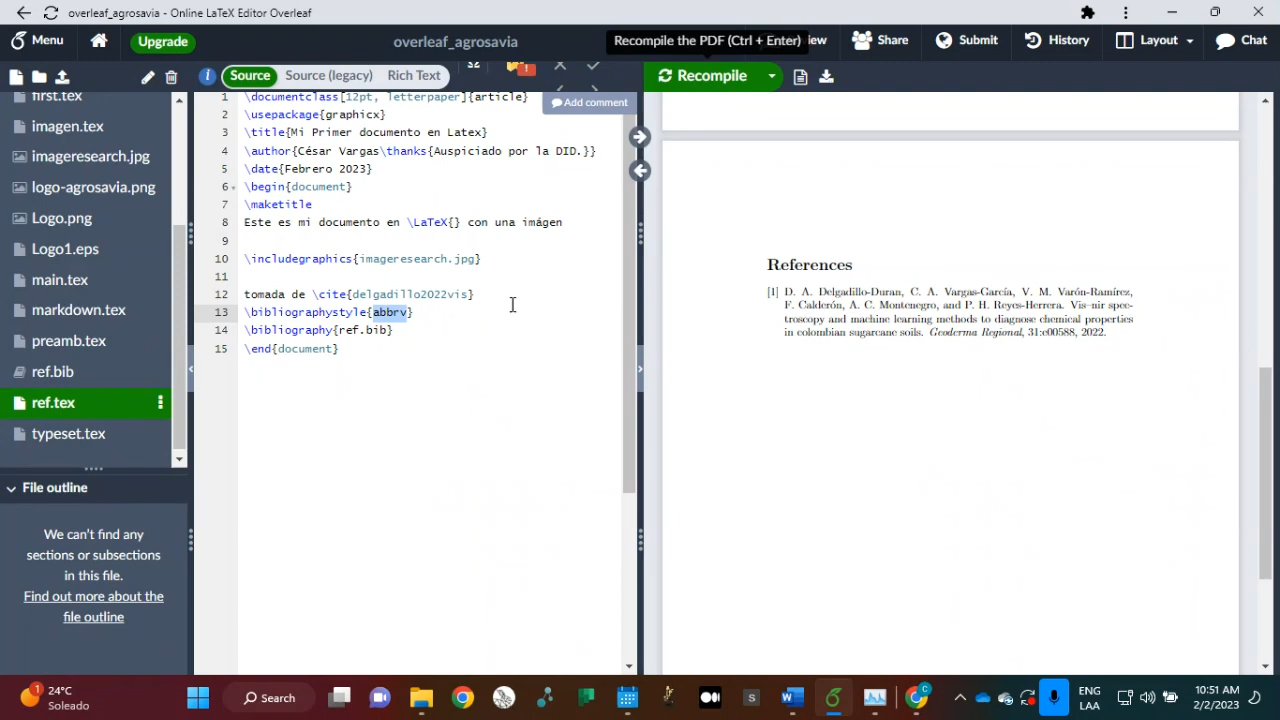 overleaf_agrosavia - Online LaTeX Editor Overleaf
Menu
Upgrade
overleaf_agrosavia
Recompile the PDF (Ctrl + Enter)
Share
Submit
History
Layout
Chat
Source
Source (legacy)
Rich Text
Recompile
first.tex
imagen.tex
imageresearch.jpg
logo-agrosavia.png
Logo.png
Logo1.eps
main.tex
markdown.tex
preamb.tex
ref.bib
ref.tex
typeset.tex
File outline
We can't find any
sections or subsections
in this file.
Find out more about the
file outline
Add comment
1 \documentclass[12pt, letterpaper]{article}
2 \usepackage{graphicx}
3 \title{Mi Primer documento en Latex}
4 \author{César Vargas\thanks{Auspiciado por la DID.}}
5 \date{Febrero 2023}
6 \begin{document}
7 \maketitle
8 Este es mi documento en \LaTeX{} con una imágen
9
10 \includegraphics{imageresearch.jpg}
11
12 tomada de \cite{delgadillo2022vis}
13 \bibliographystyle{abbrv}
14 \bibliography{ref.bib}
15 \end{document}
References
[1] D. A. Delgadillo-Duran, C. A. Vargas-García, V. M. Varón-Ramírez,
F. Calderón, A. C. Montenegro, and P. H. Reyes-Herrera. Vis–nir spec-
troscopy and machine learning methods to diagnose chemical properties
in colombian sugarcane soils. Geoderma Regional, 31:e00588, 2022.
1
24°C
Soleado
Search
ENG
LAA
10:51 AM
2/2/2023